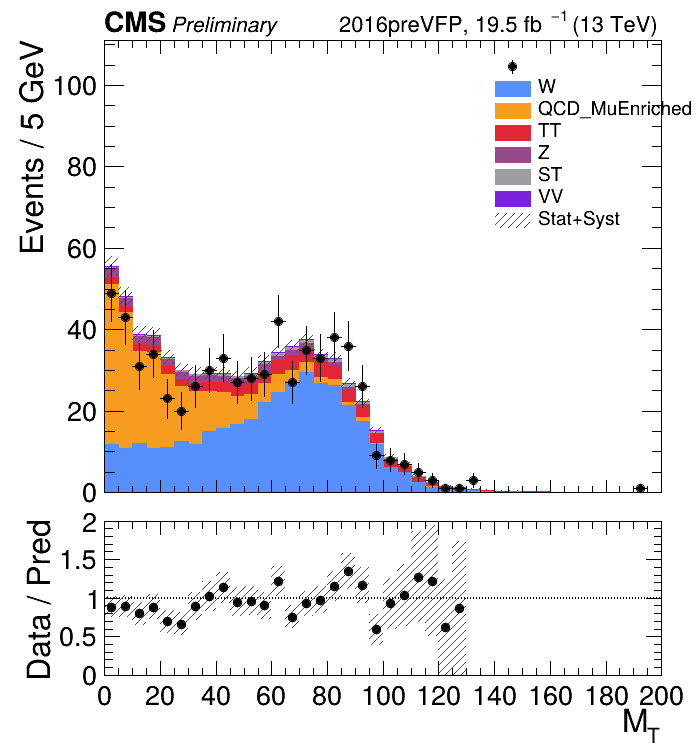 CMS Preliminary 2016preVFP, 19.5 fb⁻¹ (13 TeV)
Events / 5 GeV
100
80
60
40
20
0
W
QCD_MuEnriched
TT
Z
ST
VV
Stat+Syst
Data / Pred
2
1.5
1
0.5
0
0 20 40 60 80 100 120 140 160 180 200
M_T